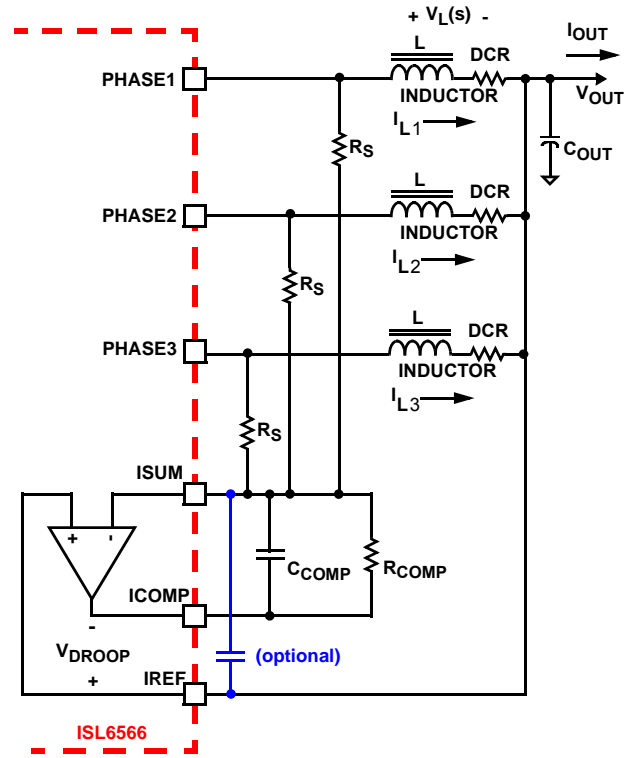 + VL(s) -
IOUT
L
DCR
PHASE1
INDUCTOR
VOUT
IL1
COUT
RS
L
DCR
PHASE2
INDUCTOR
IL2
RS
L
DCR
PHASE3
INDUCTOR
IL3
RS
ISUM
+ -
CCOMP
RCOMP
ICOMP
-
VDROOP
(optional)
+
IREF
ISL6566